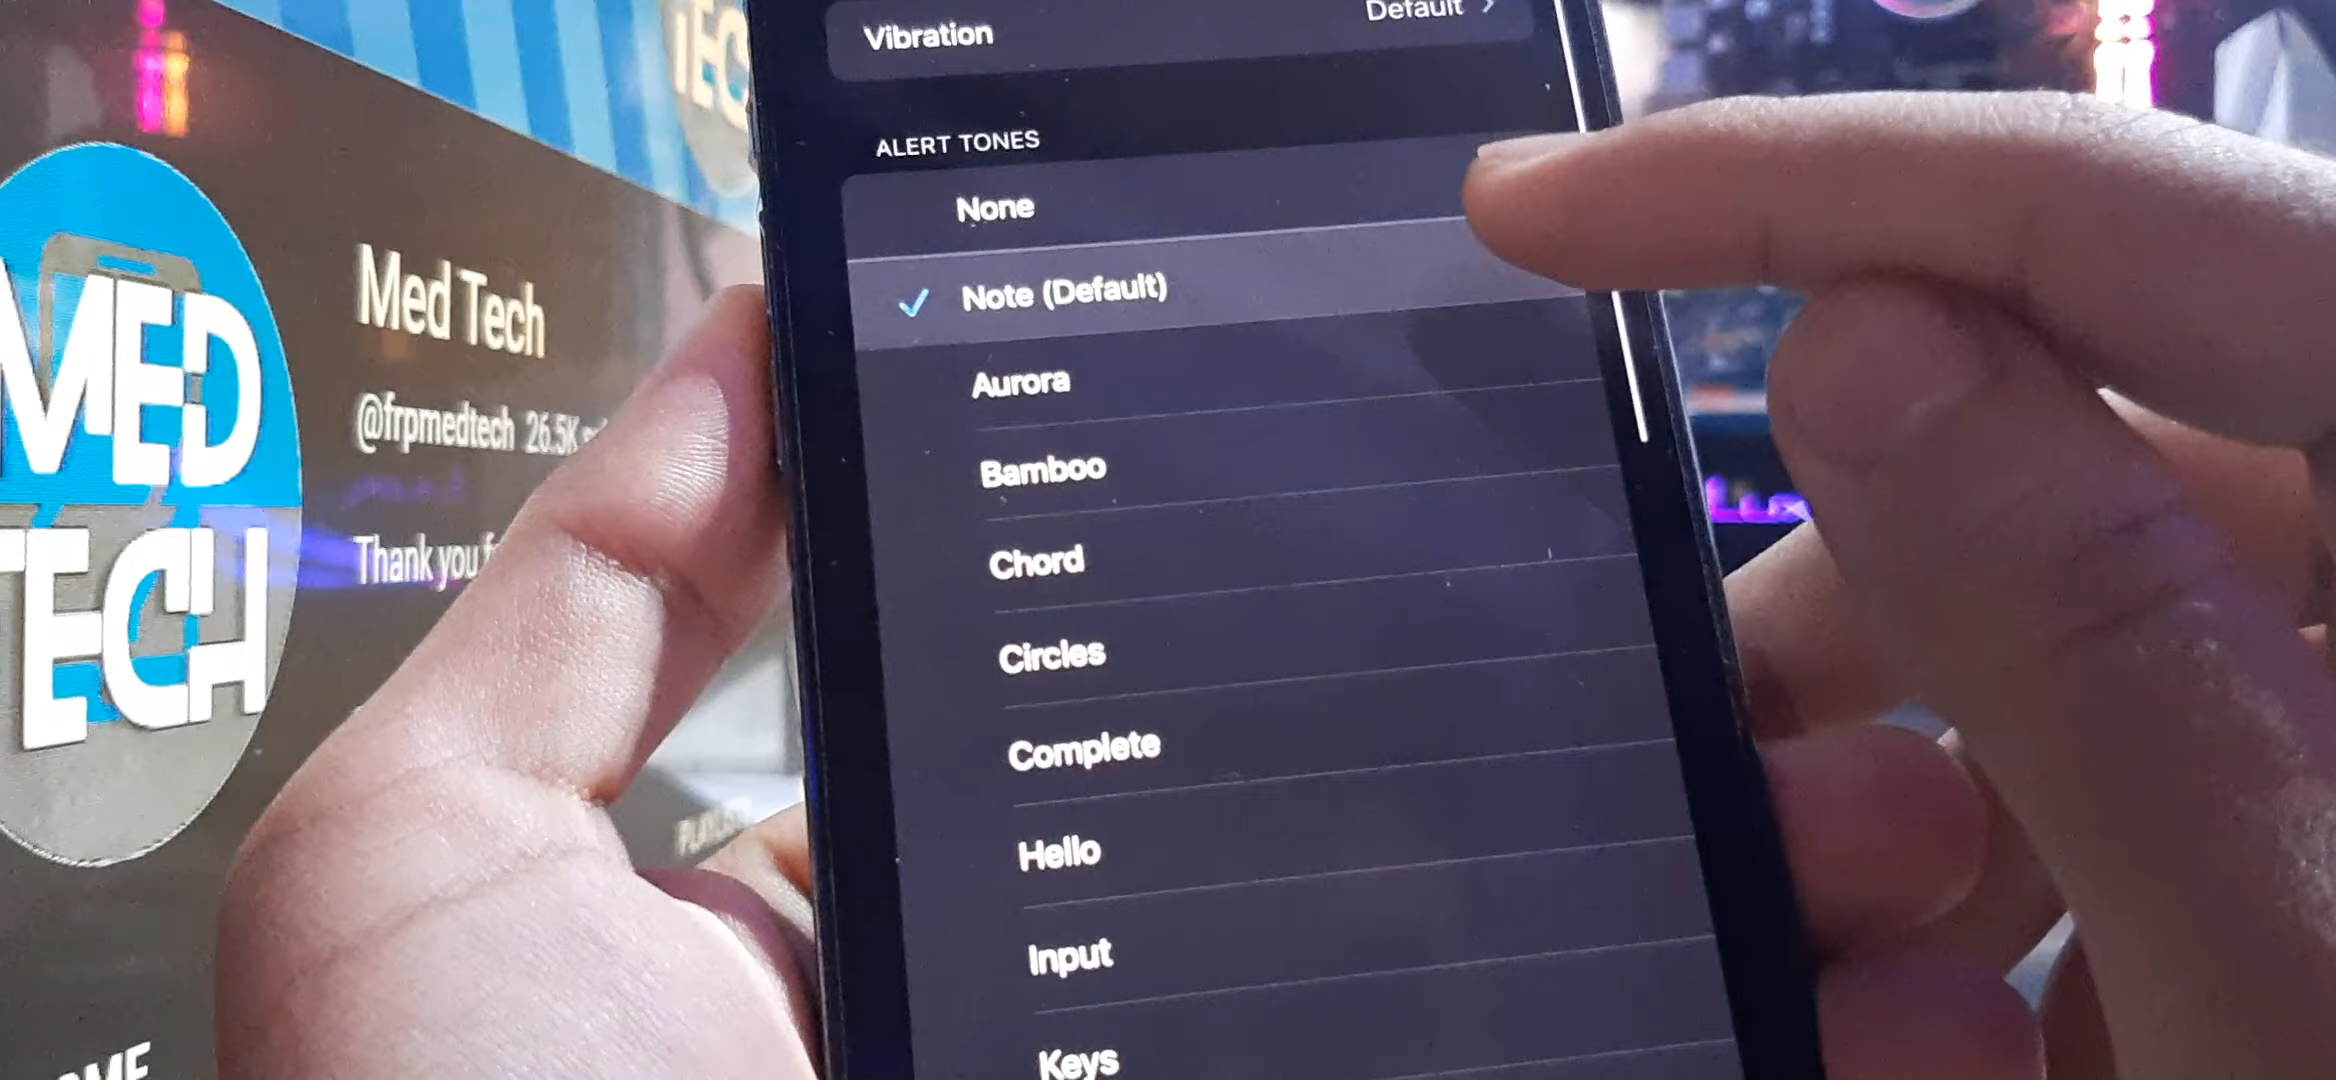 TEC
MED
TECH
Med Tech
@frpmedtech 26.5K
Thank you
Vibration
Default
ALERT TONES
None
Note (Default)
Aurora
Bamboo
Chord
Circles
Complete
Hello
Input
Keys